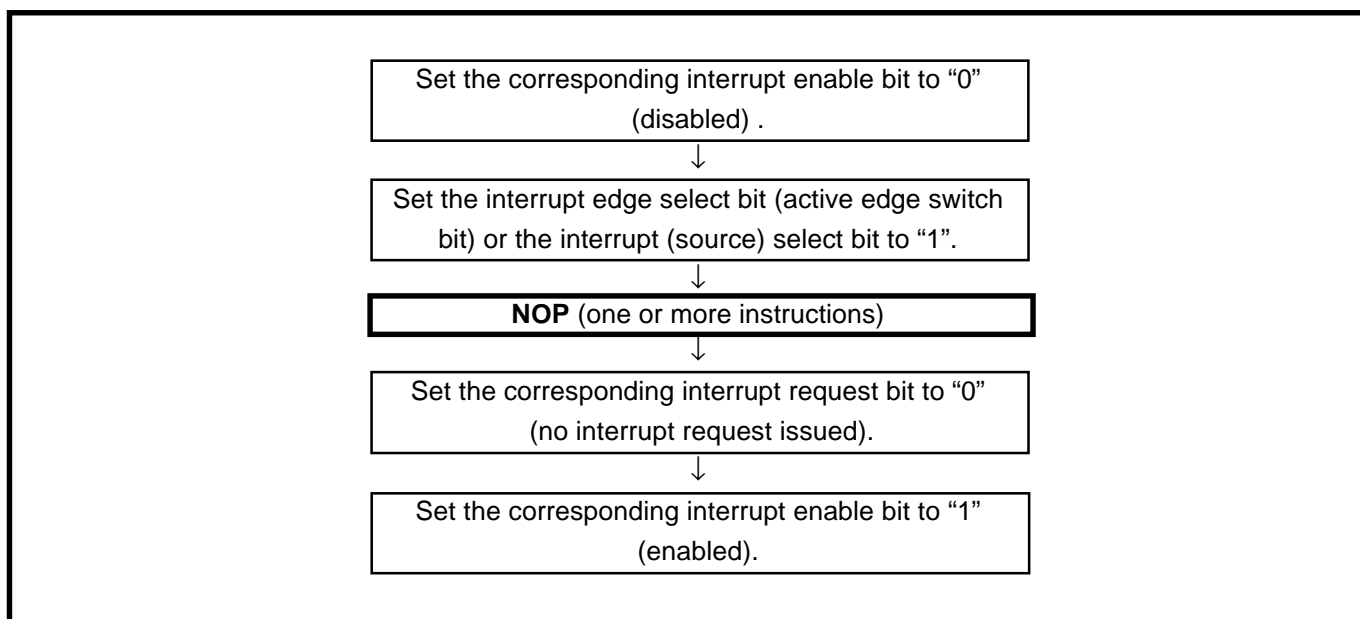 Set the corresponding interrupt enable bit to “0”
(disabled) .
↓
Set the interrupt edge select bit (active edge switch
bit) or the interrupt (source) select bit to “1”.
↓
NOP (one or more instructions)
↓
Set the corresponding interrupt request bit to “0”
(no interrupt request issued).
↓
Set the corresponding interrupt enable bit to “1”
(enabled).